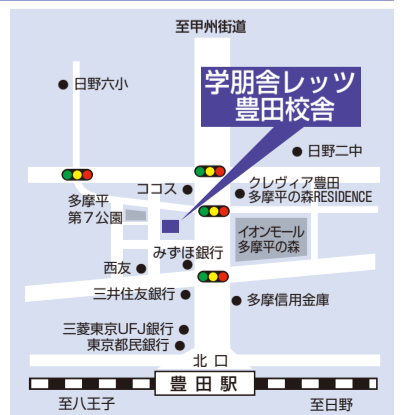 至甲州街道
日野六小
学朋舎レッツ
豊田校舎
日野二中
ココス
クレヴィア豊田
多摩平の森RESIDENCE
多摩平
第7公園
イオンモール
多摩平の森
みずほ銀行
西友
三井住友銀行
多摩信用金庫
三菱東京UFJ銀行
東京都民銀行
北口
豊田駅
至八王子
至日野